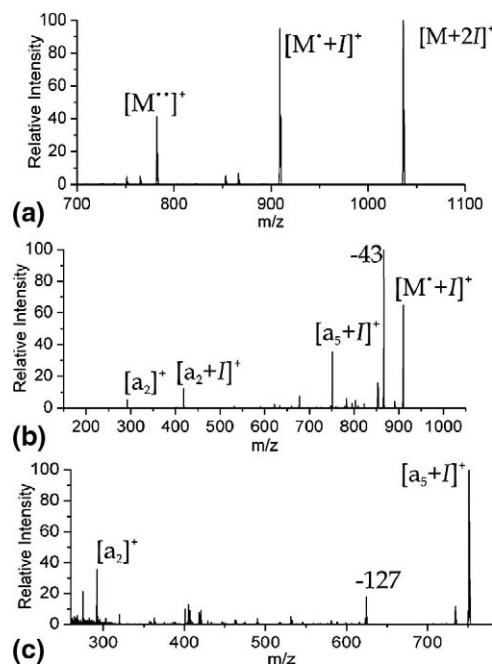 100
80
60
40
20
0
Relative Intensity
[M˙˙]⁺
[M˙+I]⁺
[M+2I]⁺
700 800 900 1000 1100
m/z
(a)
100
80
60
40
20
0
Relative Intensity
[a₂]⁺
[a₂+I]⁺
[a₅+I]⁺
-43
[M˙+I]⁺
200 300 400 500 600 700 800 900 1000
m/z
(b)
100
80
60
40
20
0
Relative Intensity
[a₂]⁺
-127
[a₅+I]⁺
300 400 500 600 700
m/z
(c)